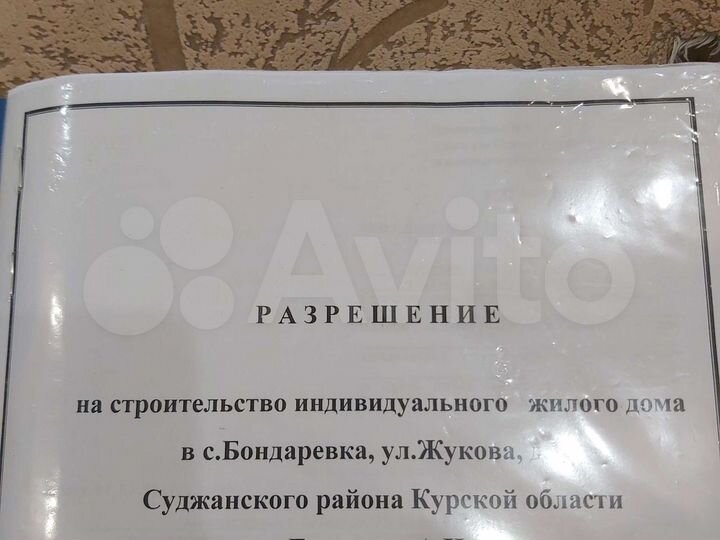 Avito
РАЗРЕШЕНИЕ
на строительство индивидуального жилого дома
в с.Бондаревка, ул.Жукова,
Суджанского района Курской области